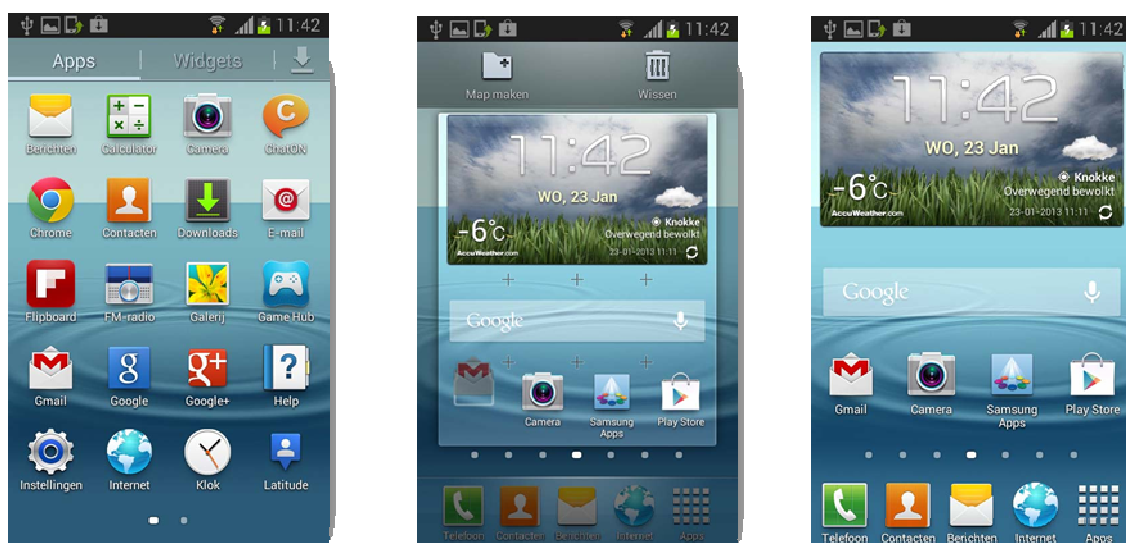 11:42
Apps
Widgets
Berichten
Calculator
Camera
ChatON
Chrome
Contacten
Downloads
E-mail
Flipboard
FM-radio
Galerij
Game Hub
Gmail
Google
Google+
Help
Instellingen
Internet
Klok
Latitude
11:42
Map maken
Wissen
11:42
WO, 23 Jan
-6°C
Knokke
Overwegend bewolkt
AccuWeather.com
23-01-2013 11:11
Google
Camera
Samsung
Apps
Play Store
Telefoon
Contacten
Berichten
Internet
Apps
11:42
11:42
WO, 23 Jan
-6°C
Knokke
Overwegend bewolkt
AccuWeather.com
23-01-2013 11:11
Google
Gmail
Camera
Samsung
Apps
Play Store
Telefoon
Contacten
Berichten
Internet
Apps